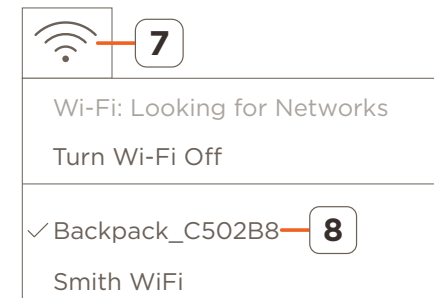 7
Wi-Fi: Looking for Networks
Turn Wi-Fi Off
Backpack_C502B8 8
Smith WiFi